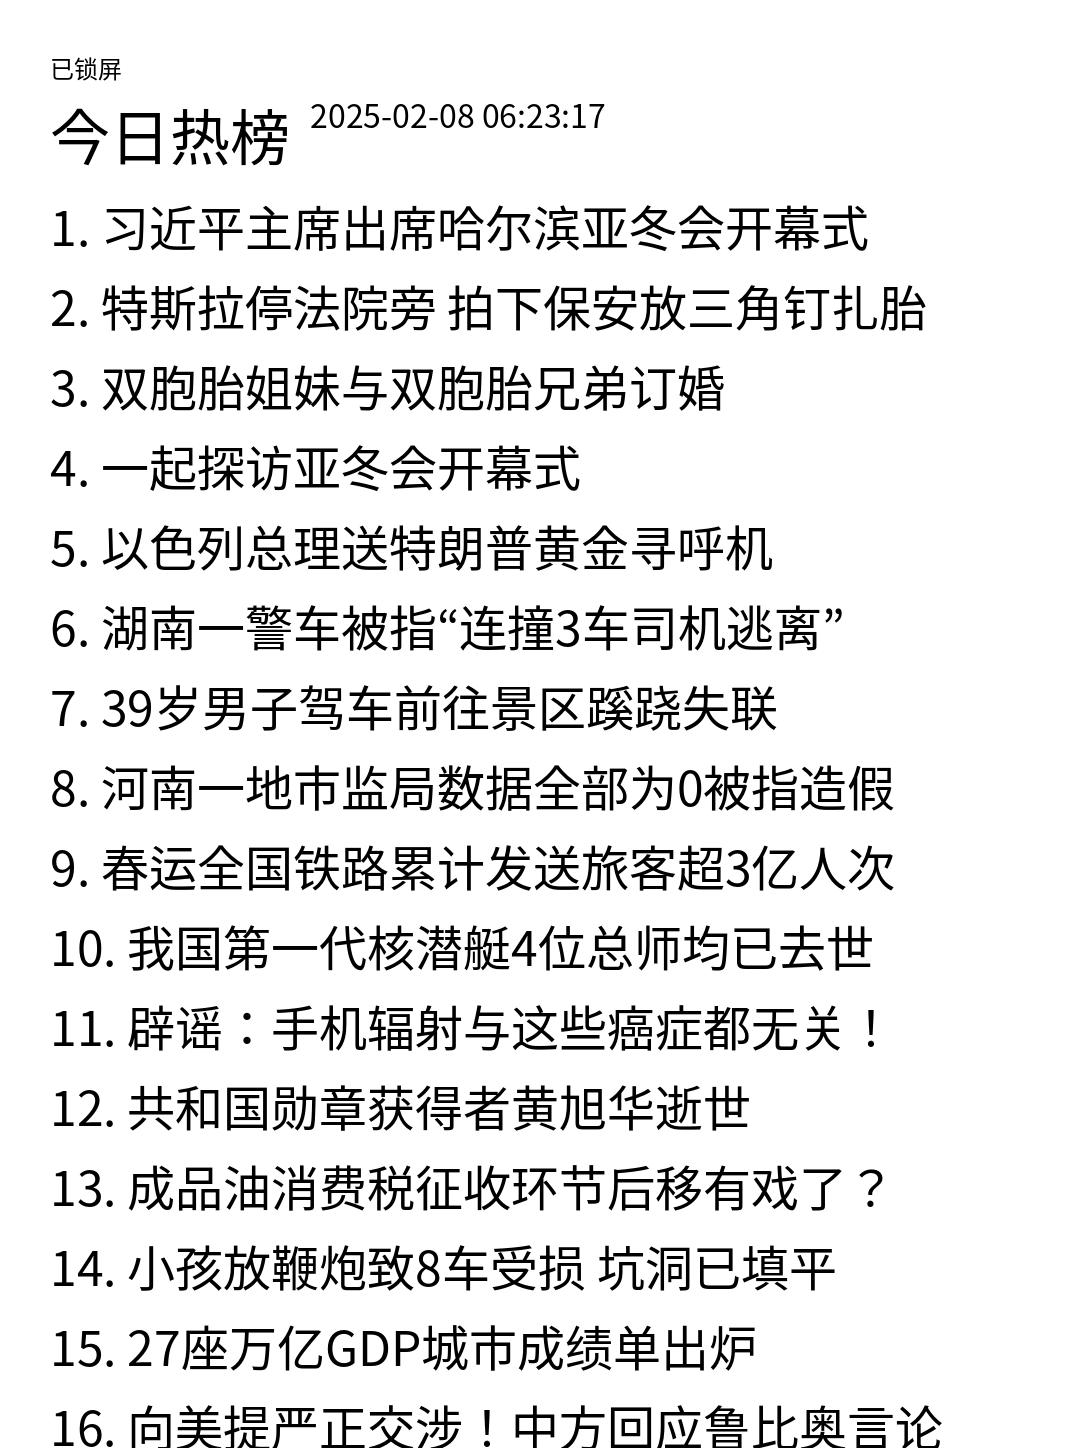 已锁屏
今日热榜 2025-02-08 06:23:17
1. 习近平主席出席哈尔滨亚冬会开幕式
2. 特斯拉停法院旁 拍下保安放三角钉扎胎
3. 双胞胎姐妹与双胞胎兄弟订婚
4. 一起探访亚冬会开幕式
5. 以色列总理送特朗普黄金寻呼机
6. 湖南一警车被指“连撞3车司机逃离”
7. 39岁男子驾车前往景区蹊跷失联
8. 河南一地市监局数据全部为0被指造假
9. 春运全国铁路累计发送旅客超3亿人次
10. 我国第一代核潜艇4位总师均已去世
11. 辟谣：手机辐射与这些癌症都无关！
12. 共和国勋章获得者黄旭华逝世
13. 成品油消费税征收环节后移有戏了？
14. 小孩放鞭炮致8车受损 坑洞已填平
15. 27座万亿GDP城市成绩单出炉
16. 向美提严正交涉！中方回应鲁比奥言论